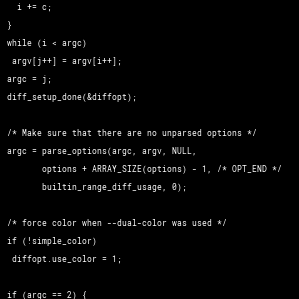 i += c;
}
while (i < argc)
argv[j++] = argv[i++];
argc = j;
diff_setup_done(&diffopt);
/* Make sure that there are no unparsed options */
argc = parse_options(argc, argv, NULL,
options + ARRAY_SIZE(options) - 1, /* OPT_END */
builtin_range_diff_usage, 0);
/* force color when --dual-color was used */
if (!simple_color)
diffopt.use_color = 1;
if (argc == 2) {